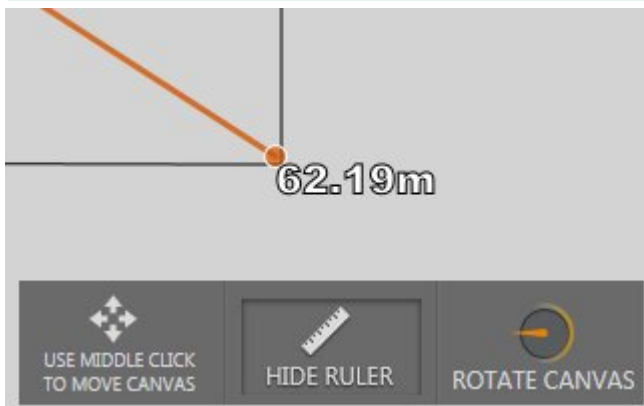 62.19m
USE MIDDLE CLICK
TO MOVE CANVAS
HIDE RULER
ROTATE CANVAS